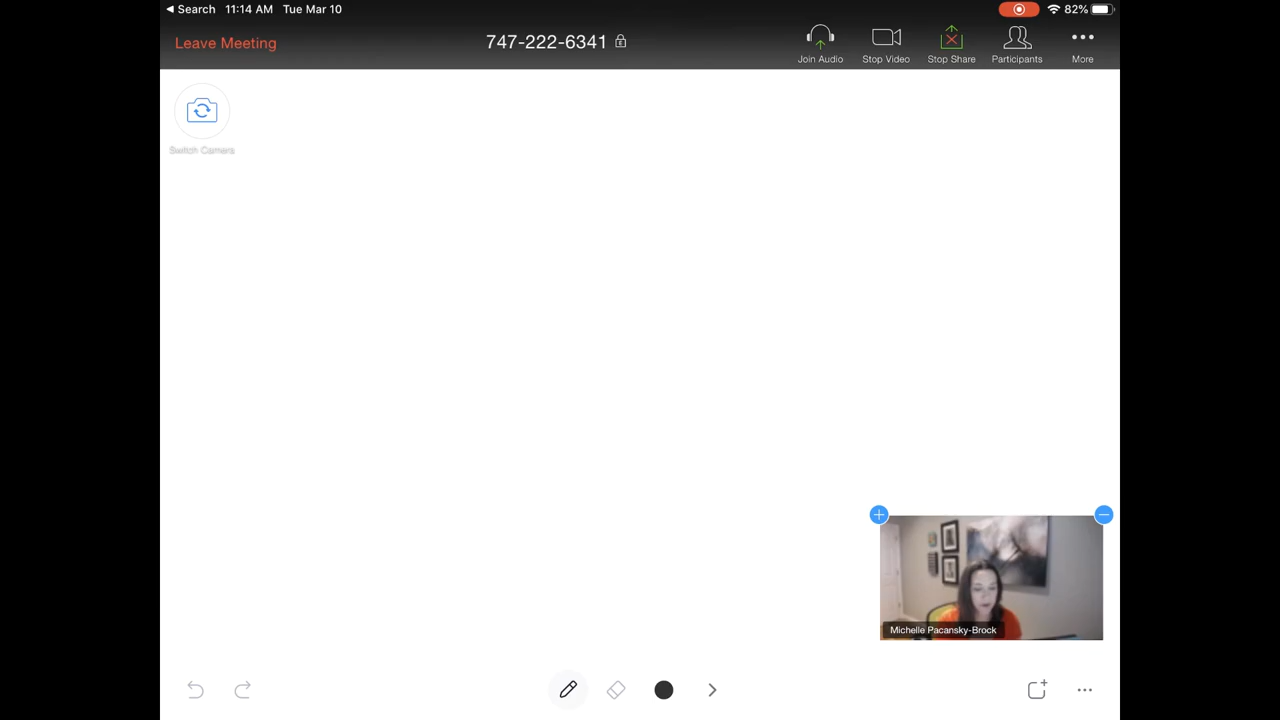 Search 11:14 AM Tue Mar 10 82%
Leave Meeting 747-222-6341 Join Audio Stop Video Stop Share Participants More
Switch Camera
Michelle Pacansky-Brock